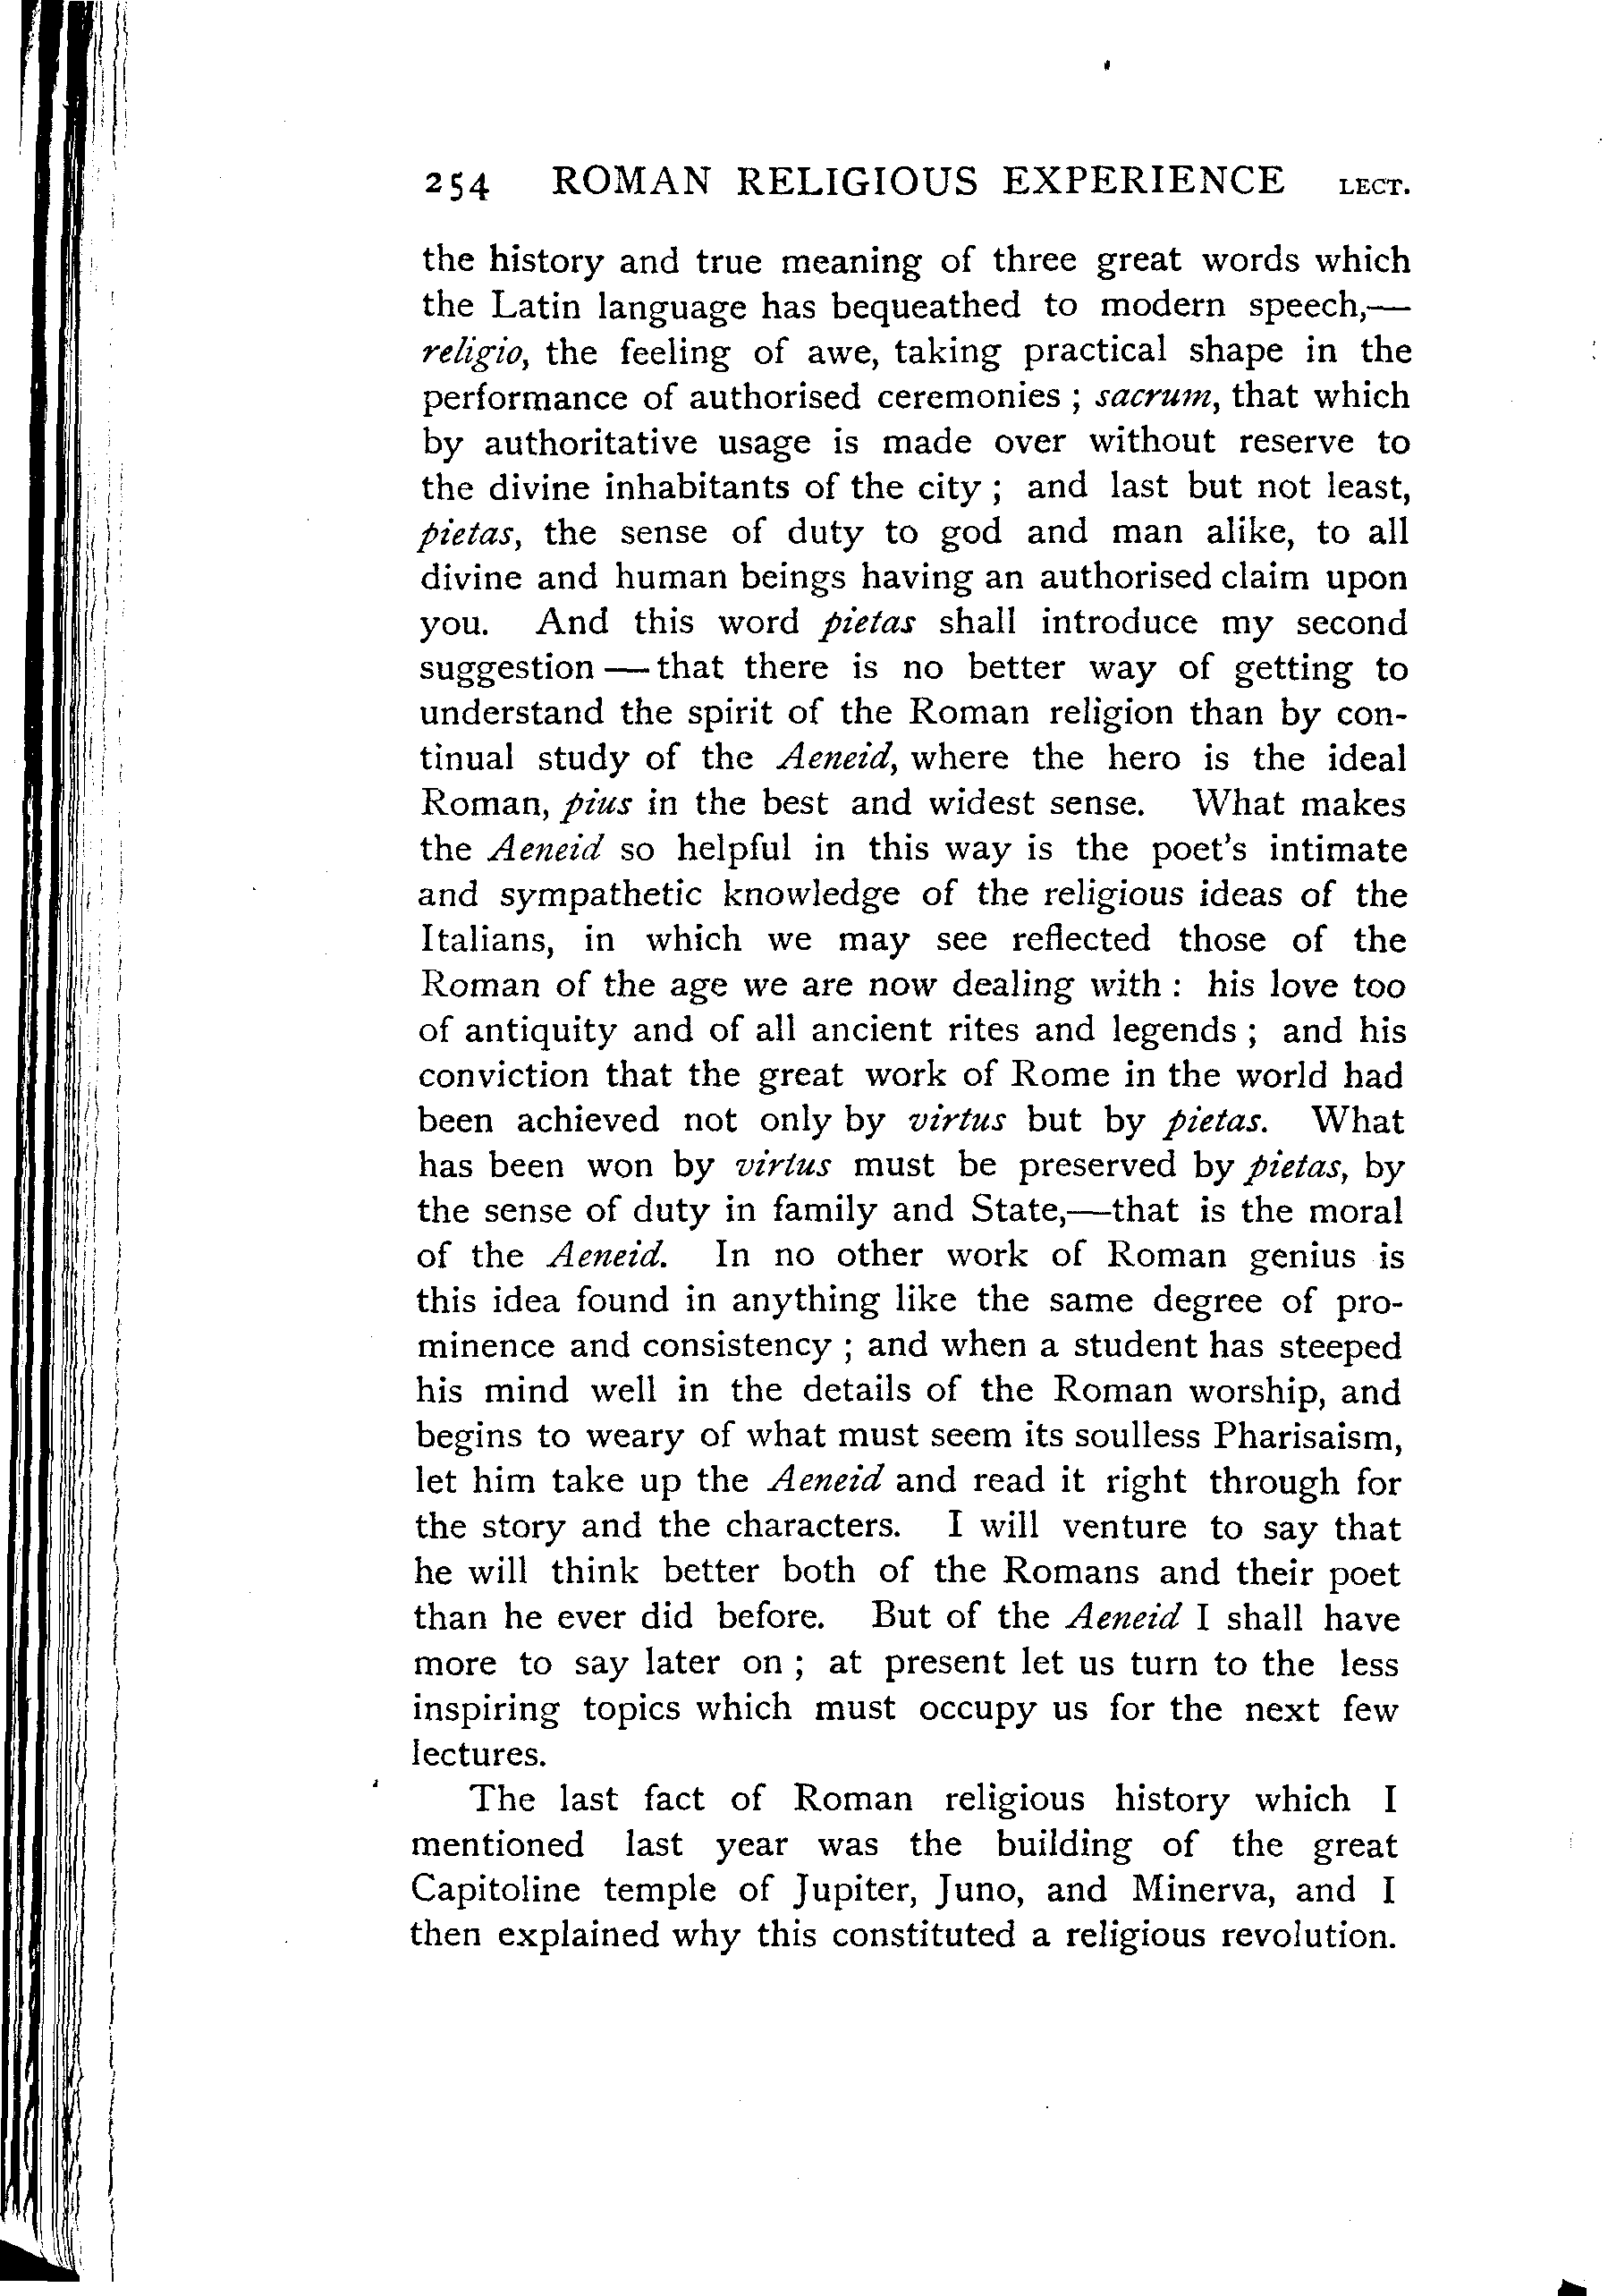 254 ROMAN RELIGIOUS EXPERIENCE LECT.
the history and true meaning of three great words which
the Latin language has bequeathed to modern speech,—
religio, the feeling of awe, taking practical shape in the
performance of authorised ceremonies ; sacrum, that which
by authoritative usage is made over without reserve to
the divine inhabitants of the city ; and last but not least,
pietas, the sense of duty to god and man alike, to all
divine and human beings having an authorised claim upon
you. And this word pietas shall introduce my second
suggestion — that there is no better way of getting to
understand the spirit of the Roman religion than by con-
tinual study of the Aeneid, where the hero is the ideal
Roman, pius in the best and widest sense. What makes
the Aeneid so helpful in this way is the poet's intimate
and sympathetic knowledge of the religious ideas of the
Italians, in which we may see reflected those of the
Roman of the age we are now dealing with : his love too
of antiquity and of all ancient rites and legends ; and his
conviction that the great work of Rome in the world had
been achieved not only by virtus but by pietas. What
has been won by virtus must be preserved by pietas, by
the sense of duty in family and State,—that is the moral
of the Aeneid. In no other work of Roman genius is
this idea found in anything like the same degree of pro-
minence and consistency ; and when a student has steeped
his mind well in the details of the Roman worship, and
begins to weary of what must seem its soulless Pharisaism,
let him take up the Aeneid and read it right through for
the story and the characters. I will venture to say that
he will think better both of the Romans and their poet
than he ever did before. But of the Aeneid I shall have
more to say later on ; at present let us turn to the less
inspiring topics which must occupy us for the next few
lectures.
The last fact of Roman religious history which I
mentioned last year was the building of the great
Capitoline temple of Jupiter, Juno, and Minerva, and I
then explained why this constituted a religious revolution.